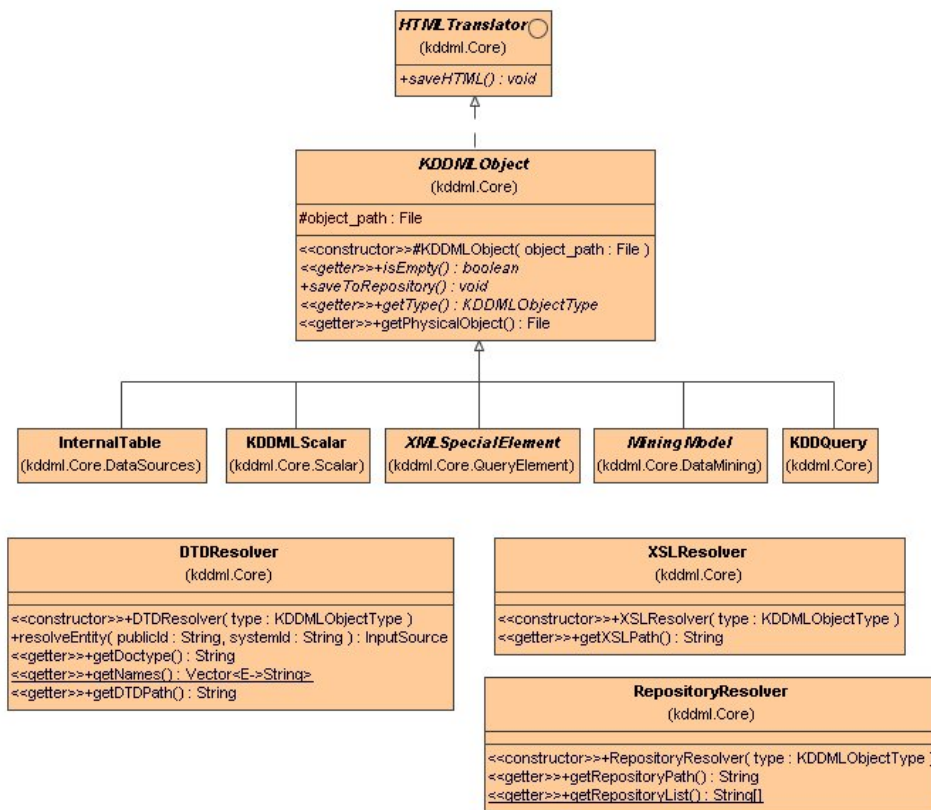 HTMLTranslator
(kddml.Core)
+saveHTML() : void
KDDMLObject
(kddml.Core)
#object_path : File
<<constructor>>#KDDMLObject( object_path : File )
<<getter>>+isEmpty() : boolean
+saveToRepository() : void
<<getter>>+getType() : KDDMLObjectType
<<getter>>+getPhysicalObject() : File
InternalTable
(kddml.Core.DataSources)
KDDMLScalar
(kddml.Core.Scalar)
XMLSpecialElement
(kddml.Core.QueryElement)
MiningModel
(kddml.Core.DataMining)
KDDQuery
(kddml.Core)
DTDResolver
(kddml.Core)
<<constructor>>+DTDResolver( type : KDDMLObjectType )
+resolveEntity( publicId : String, systemId : String ) : InputSource
<<getter>>+getDoctype() : String
<<getter>>+getNames() : Vector<E->String>
<<getter>>+getDTDPath() : String
XSLResolver
(kddml.Core)
<<constructor>>+XSLResolver( type : KDDMLObjectType )
<<getter>>+getXSLPath() : String
RepositoryResolver
(kddml.Core)
<<constructor>>+RepositoryResolver( type : KDDMLObjectType )
<<getter>>+getRepositoryPath() : String
<<getter>>+getRepositoryList() : String[]